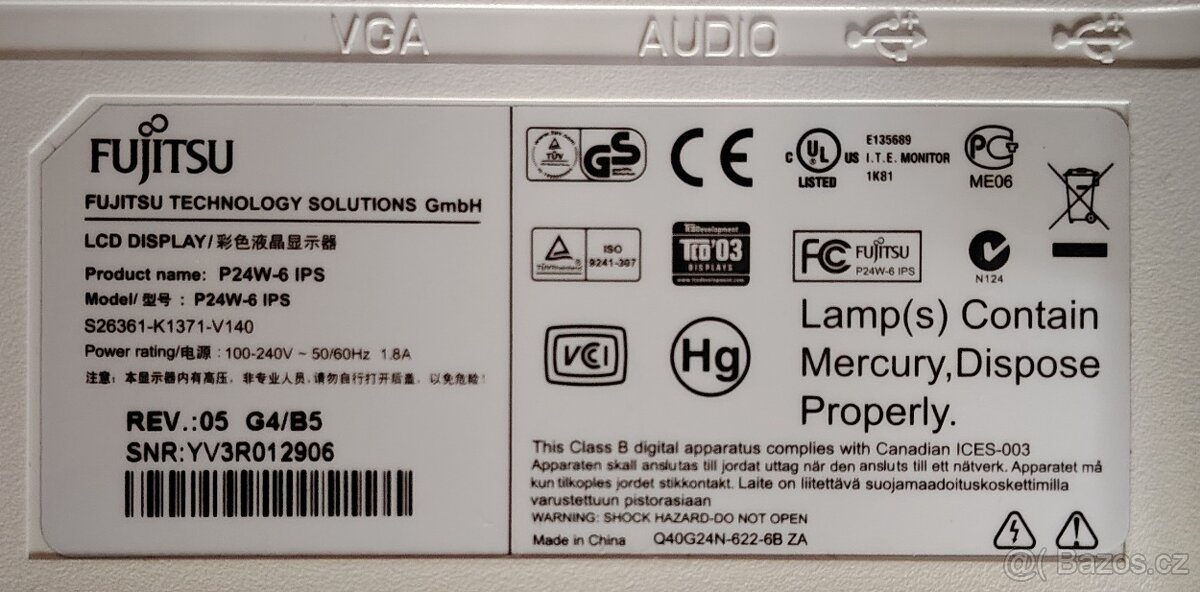 VGA AUDIO
FUJITSU
FUJITSU TECHNOLOGY SOLUTIONS GmbH
LCD DISPLAY/彩色液晶显示器
Product name: P24W-6 IPS
Model/型号: P24W-6 IPS
S26361-K1371-V140
Power rating/电源: 100-240V ~ 50/60Hz 1.8A
注意: 本显示器内有高压, 非专业人员, 请勿自行打开后盖, 以免危险!
REV.:05 G4/B5
SNR:YV3R012906
TÜV GS
CE
C UL US
LISTED
E135689
I.T.E. MONITOR
1K81
PG
ME06
ISO
9241-307
TcoDevelopment
TCO'03
DISPLAYS
FC FUJITSU
P24W-6 IPS
N124
VCCI
Hg
Lamp(s) Contain
Mercury,Dispose
Properly.
This Class B digital apparatus complies with Canadian ICES-003
Apparaten skall anslutas till jordat uttag när den ansluts till ett nätverk. Apparatet må
kun tilkoples jordet stikkontakt. Laite on liitettävä suojamaadoituskoskettimilla
varustettuun pistorasiaan
WARNING: SHOCK HAZARD-DO NOT OPEN
Made in China Q40G24N-622-6B ZA
@( Bazos.cz